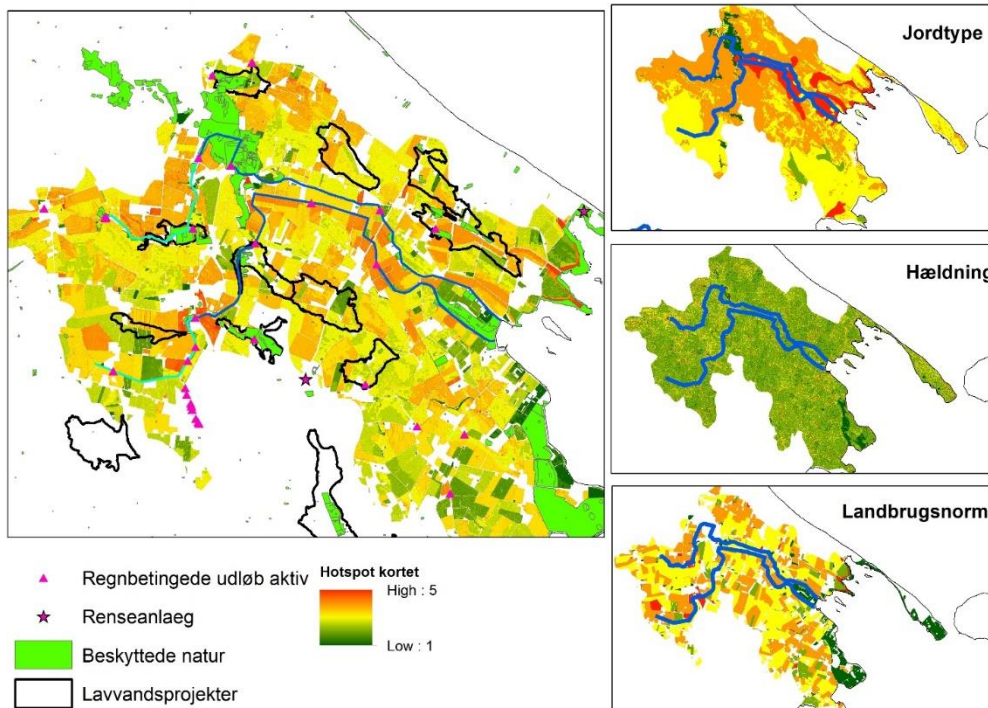 Jordtype
Hældning
Landbrugsnorm
Regnbetingede udløb aktiv
Renseanlaeg
Beskyttede natur
Lavvandsprojekter
Hotspot kortet
High : 5
Low : 1